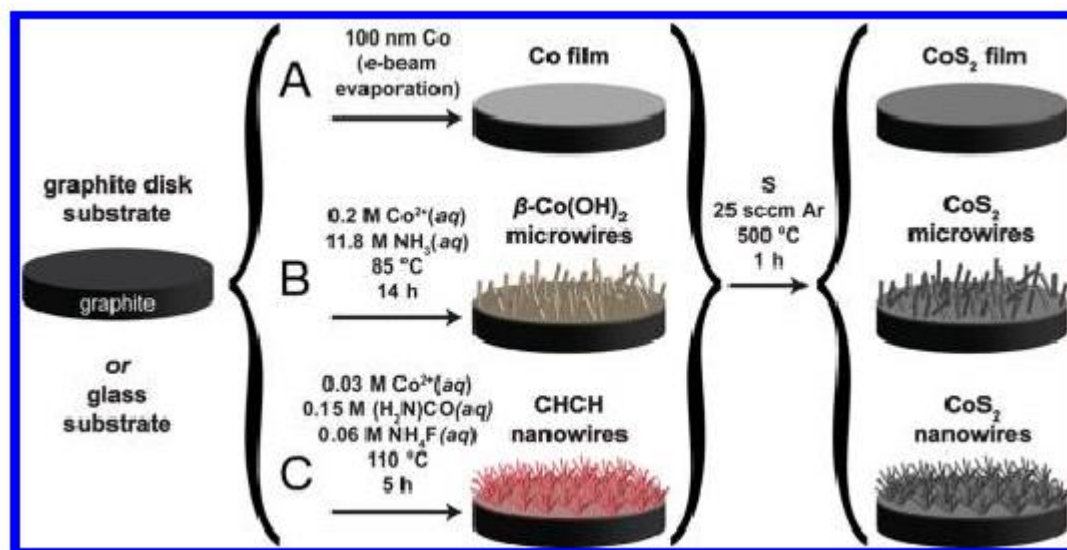 graphite disk
substrate
graphite
or
glass
substrate
A
100 nm Co
(e-beam
evaporation)
Co film
B
0.2 M Co²⁺(aq)
11.8 M NH₃(aq)
85 °C
14 h
β-Co(OH)₂
microwires
C
0.03 M Co²⁺(aq)
0.15 M (H₂N)CO(aq)
0.06 M NH₄F(aq)
110 °C
5 h
CHCH
nanowires
S
25 sccm Ar
500 °C
1 h
CoS₂ film
CoS₂
microwires
CoS₂
nanowires